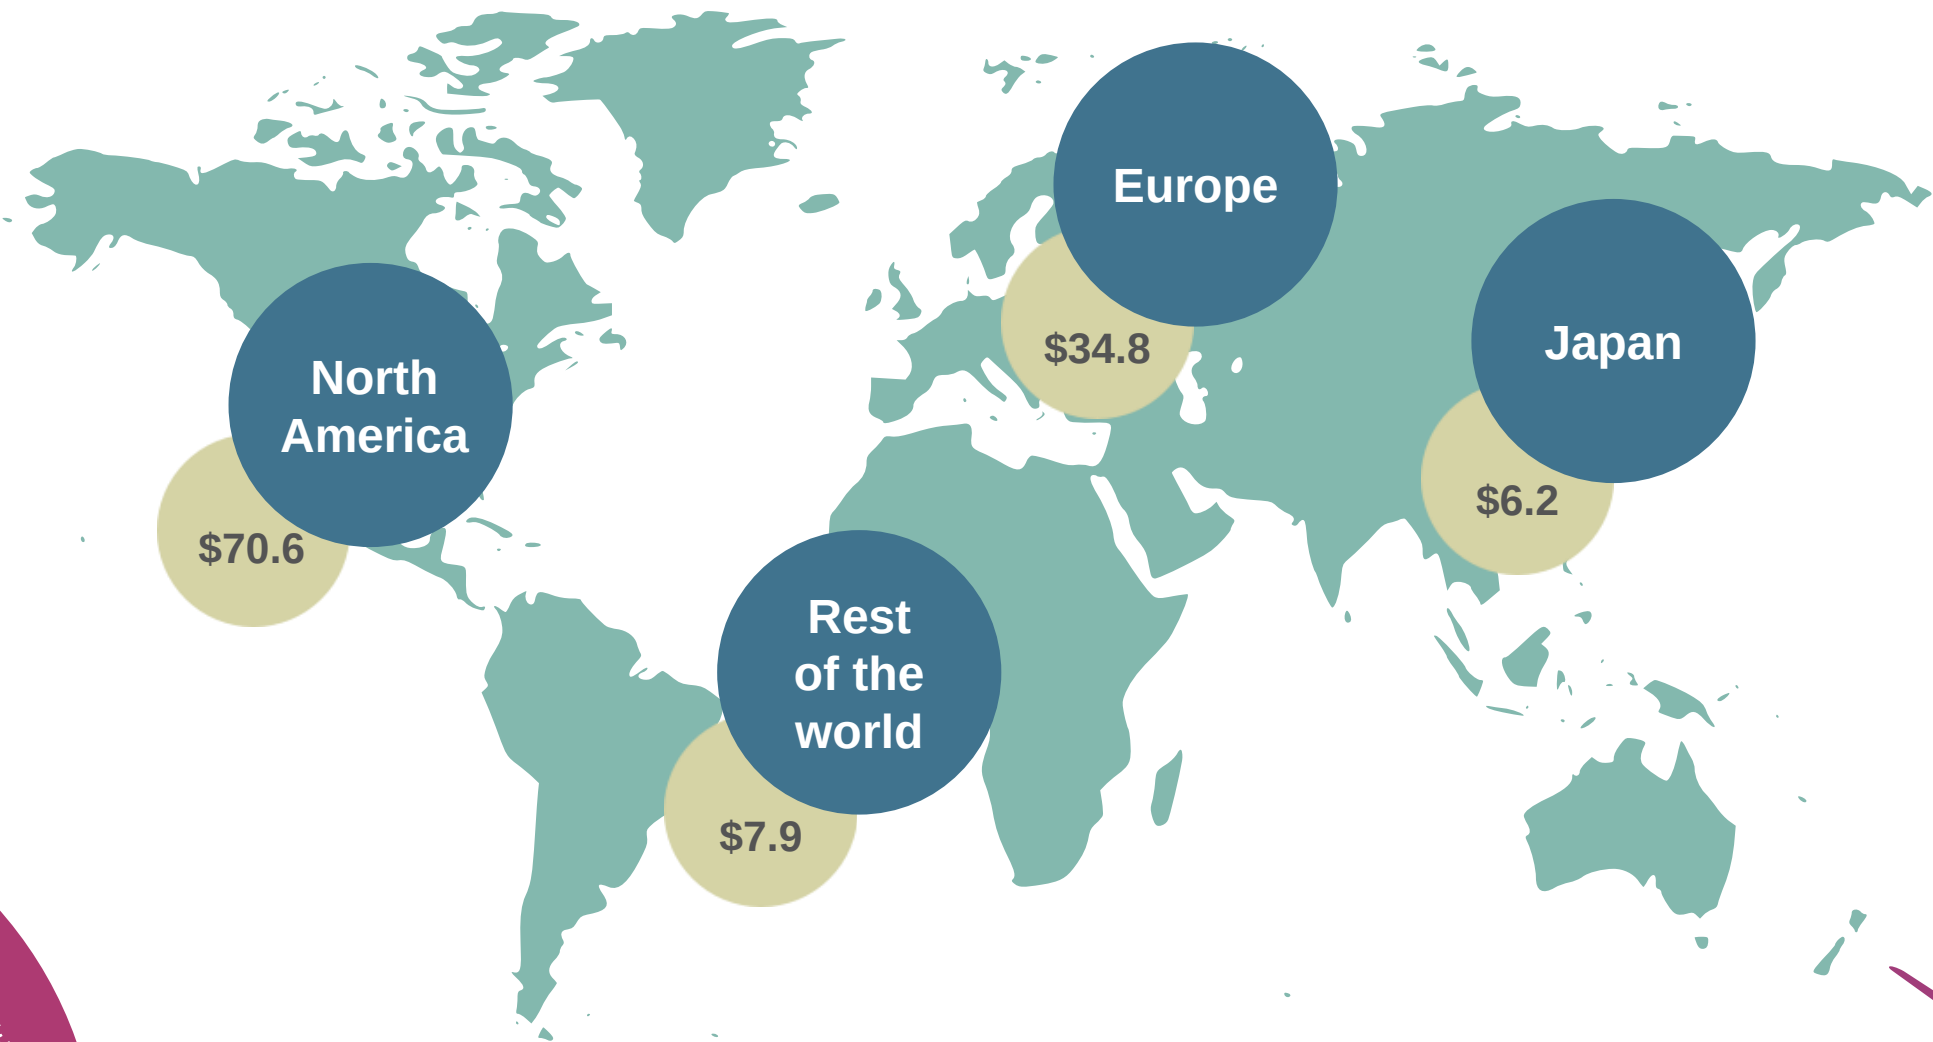 Europe
$34.8
Japan
$6.2
North
America
$70.6
Rest
of the
world
$7.9